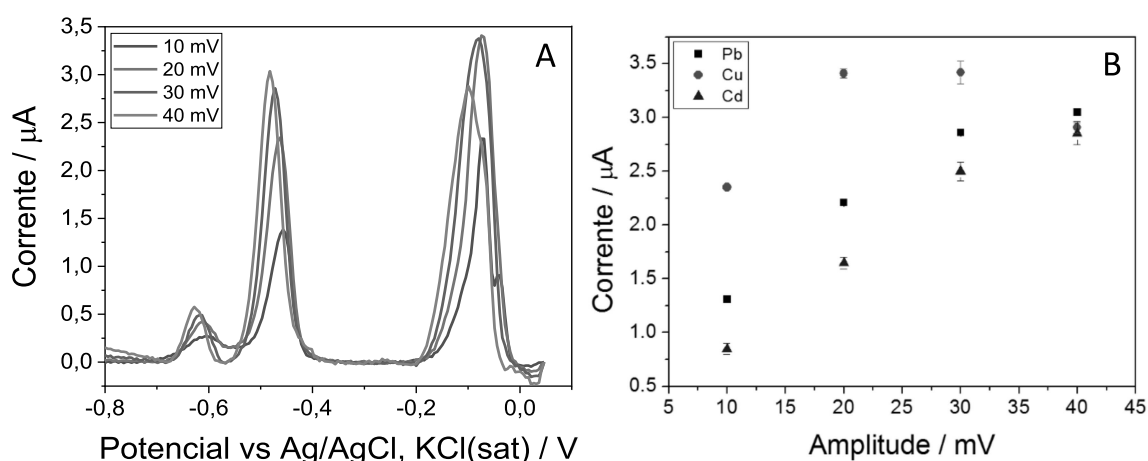 A
10 mV
20 mV
30 mV
40 mV
3,5
3,0
2,5
2,0
1,5
1,0
0,5
0,0
Corrente / μA
-0,8
-0,6
-0,4
-0,2
0,0
Potencial vs Ag/AgCl, KCl(sat) / V
B
Pb
Cu
Cd
3.5
3.0
2.5
2.0
1.5
1.0
0.5
Corrente / μA
5
10
15
20
25
30
35
40
45
Amplitude / mV